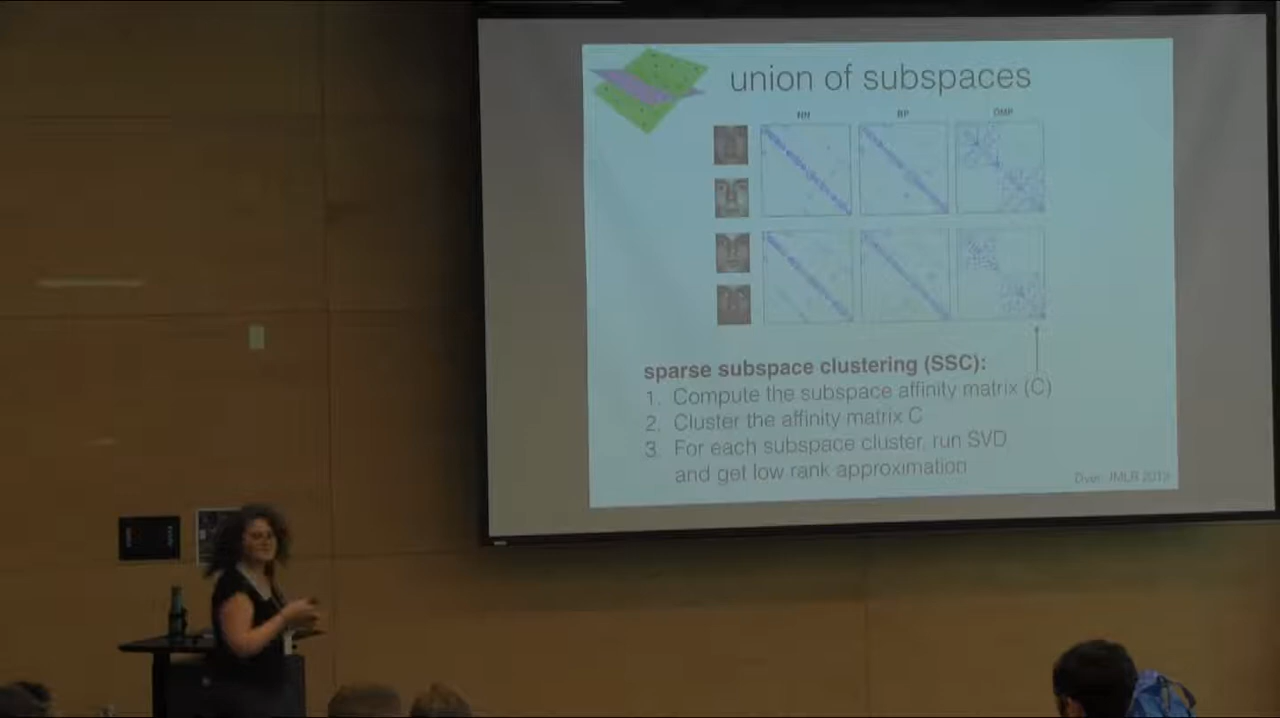 union of subspaces
NN BP OMP
sparse subspace clustering (SSC):
1. Compute the subspace affinity matrix (C)
2. Cluster the affinity matrix C
3. For each subspace cluster, run SVD
and get low rank approximation
Dyer, JMLR 2013